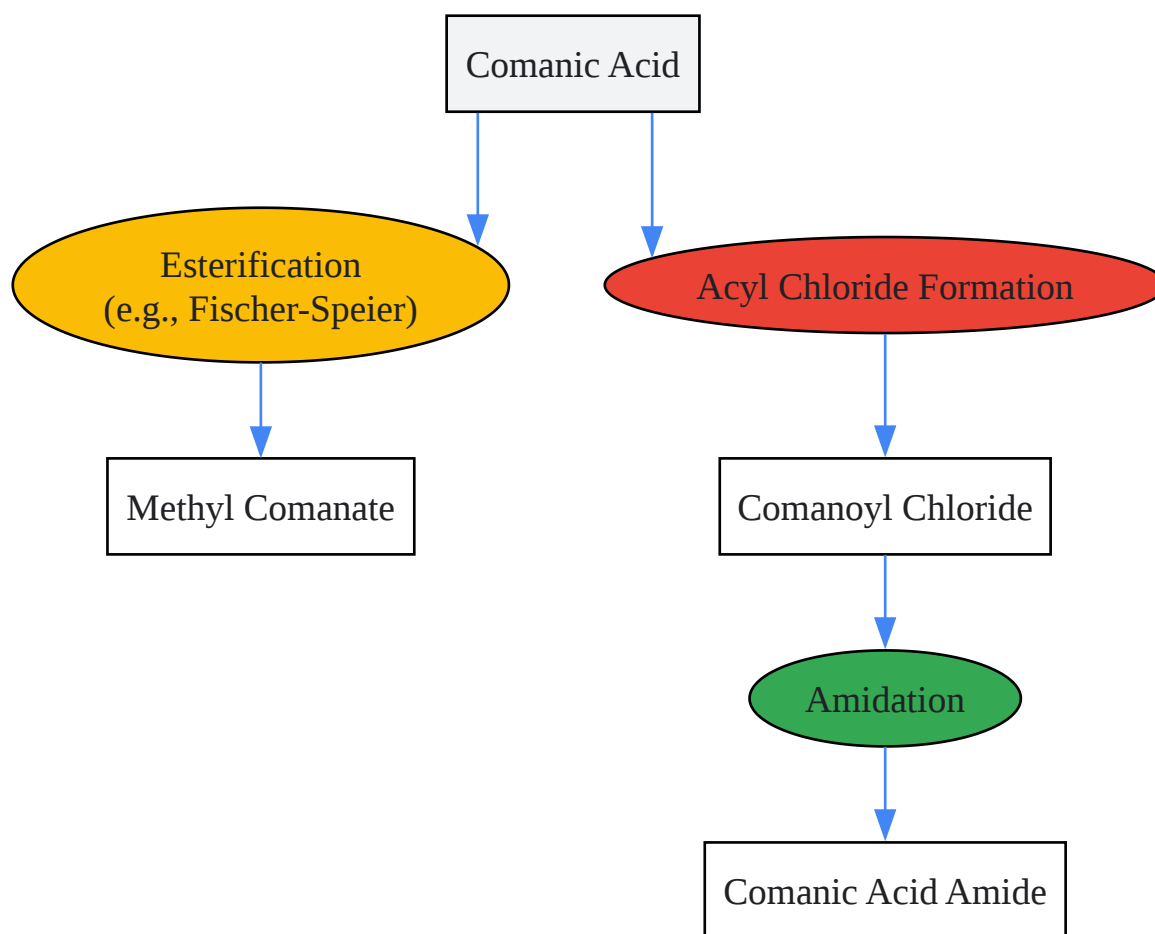 Comanic Acid
Esterification
(e.g., Fischer-Speier)
Acyl Chloride Formation
Methyl Comanate
Comanoyl Chloride
Amidation
Comanic Acid Amide